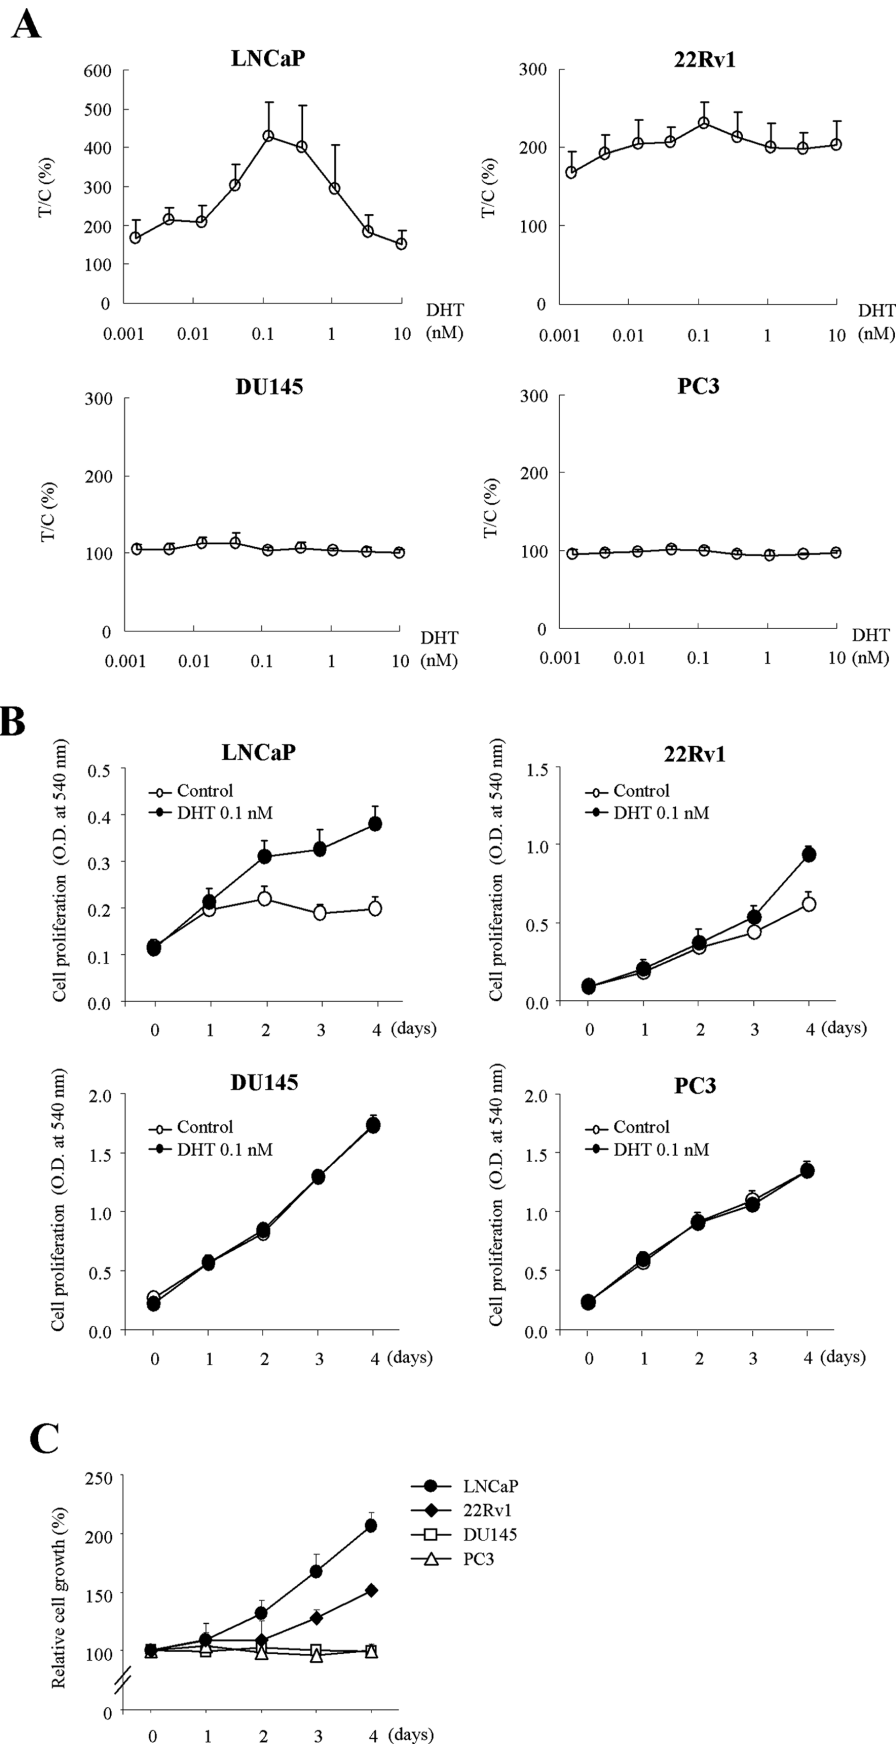 A
LNCaP
600
500
400
300
200
100
0
T/C (%)
0.001 0.01 0.1 1 10
DHT
(nM)
22Rv1
300
200
100
0
T/C (%)
0.001 0.01 0.1 1 10
DHT
(nM)
DU145
300
200
100
0
T/C (%)
0.001 0.01 0.1 1 10
DHT
(nM)
PC3
300
200
100
0
T/C (%)
0.001 0.01 0.1 1 10
DHT
(nM)
B
LNCaP
Cell proliferation (O.D. at 540 nm)
0.5
0.4
0.3
0.2
0.1
0.0
Control
DHT 0.1 nM
0 1 2 3 4 (days)
22Rv1
Cell proliferation (O.D. at 540 nm)
1.5
1.0
0.5
0.0
Control
DHT 0.1 nM
0 1 2 3 4 (days)
DU145
Cell proliferation (O.D. at 540 nm)
2.0
1.5
1.0
0.5
0.0
Control
DHT 0.1 nM
0 1 2 3 4 (days)
PC3
Cell proliferation (O.D. at 540 nm)
2.0
1.5
1.0
0.5
0.0
Control
DHT 0.1 nM
0 1 2 3 4 (days)
C
Relative cell growth (%)
250
200
150
100
0
LNCaP
22Rv1
DU145
PC3
0 1 2 3 4 (days)